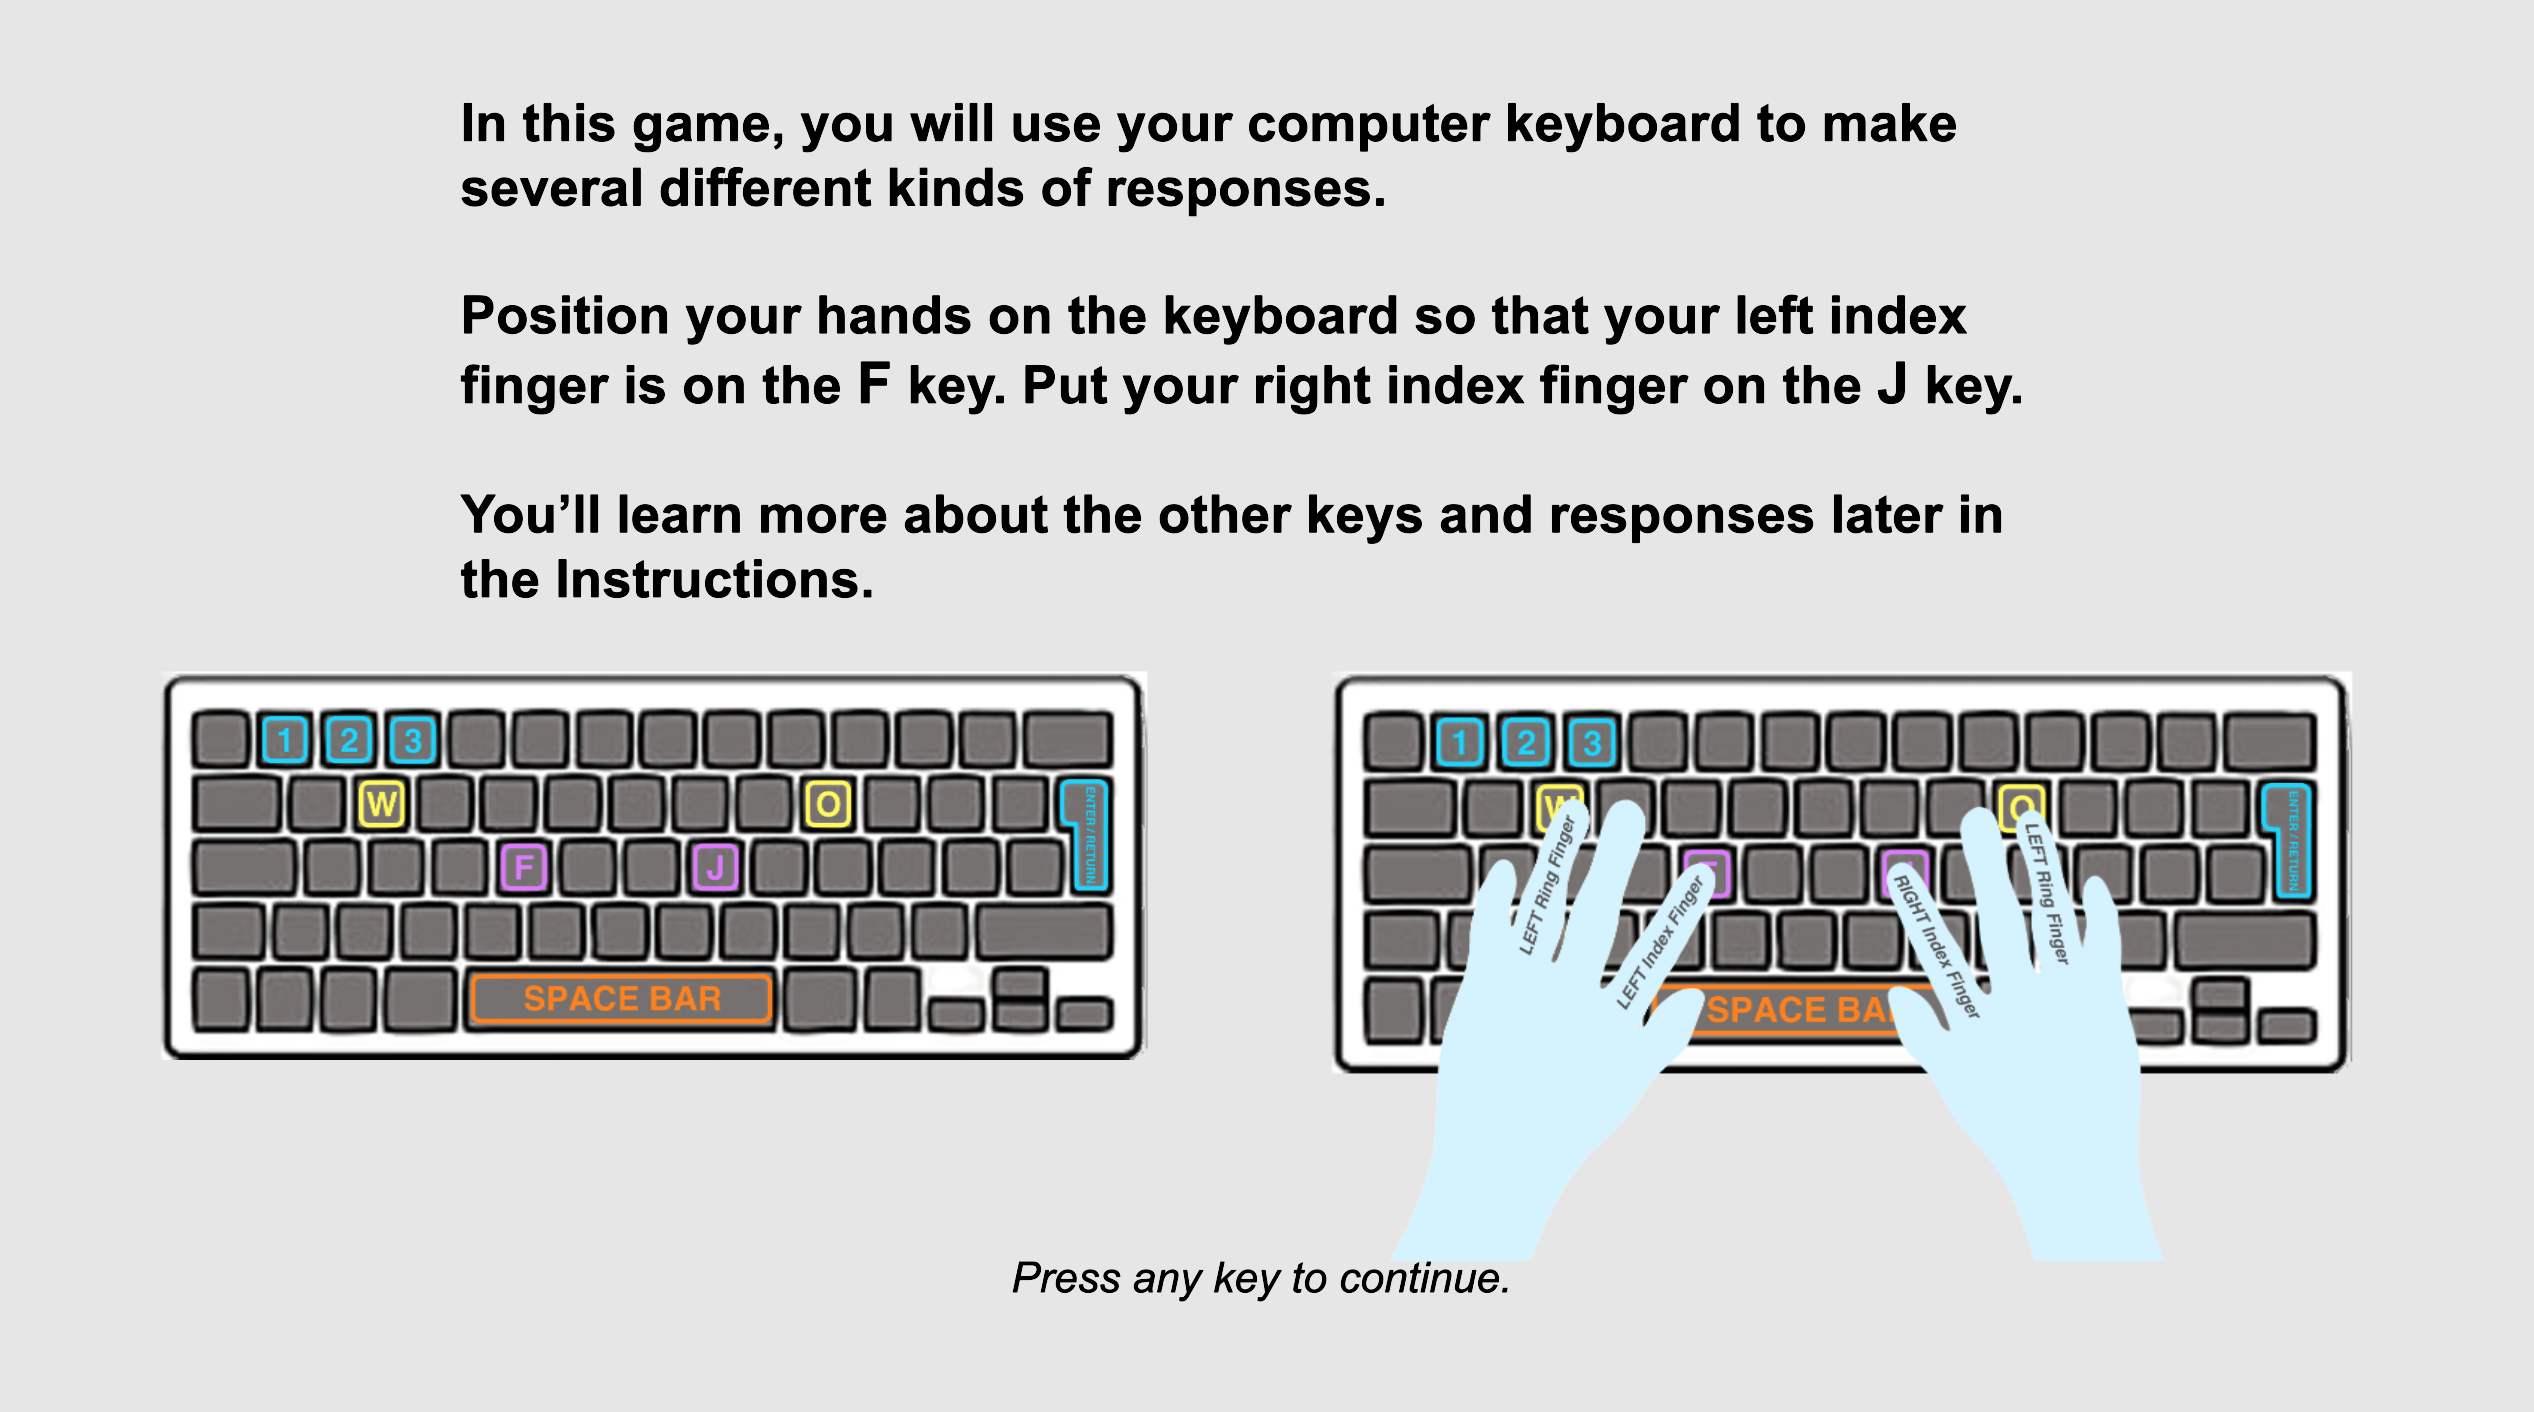 In this game, you will use your computer keyboard to make
several different kinds of responses.
Position your hands on the keyboard so that your left index
finger is on the F key. Put your right index finger on the J key.
You’ll learn more about the other keys and responses later in
the Instructions.
1 2 3
W O
ENTER / RETURN
F J
SPACE BAR
1 2 3
W O
ENTER / RETURN
LEFT Ring Finger
LEFT Index Finger
RIGHT Index Finger
LEFT Ring Finger
SPACE BA
Press any key to continue.